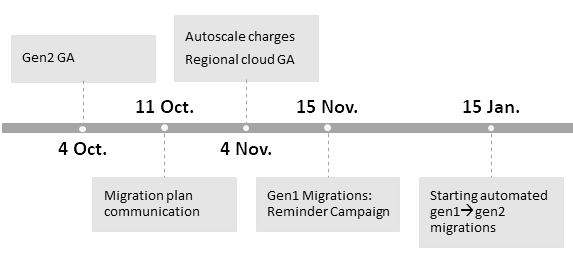 Gen2 GA
Autoscale charges
Regional cloud GA
11 Oct.
15 Nov.
15 Jan.
4 Oct.
4 Nov.
Migration plan
communication
Gen1 Migrations:
Reminder Campaign
Starting automated
gen1→gen2
migrations